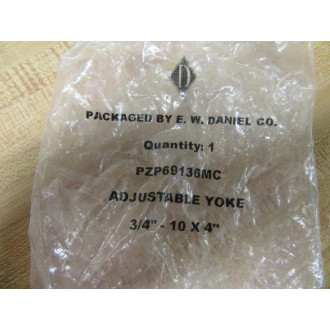 D
PACKAGED BY E. W. DANIEL CO.
Quantity: 1
PZP69136MC
ADJUSTABLE YOKE
3/4" - 10 X 4"